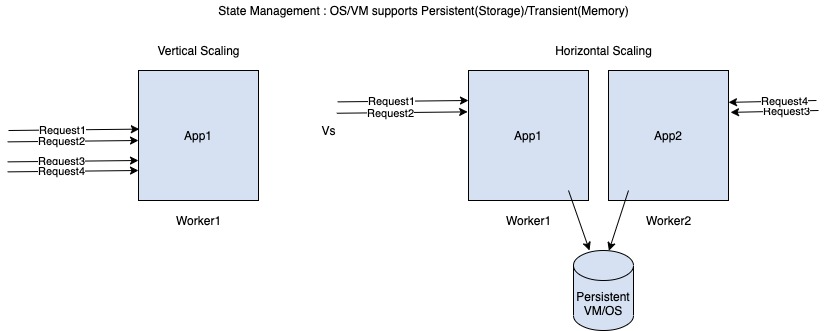 State Management : OS/VM supports Persistent(Storage)/Transient(Memory)
Vertical Scaling
Horizontal Scaling
Request1
Request2
Request3
Request4
App1
Worker1
Vs
Request1
Request2
App1
App2
Request4
Request3
Worker1
Worker2
Persistent
VM/OS